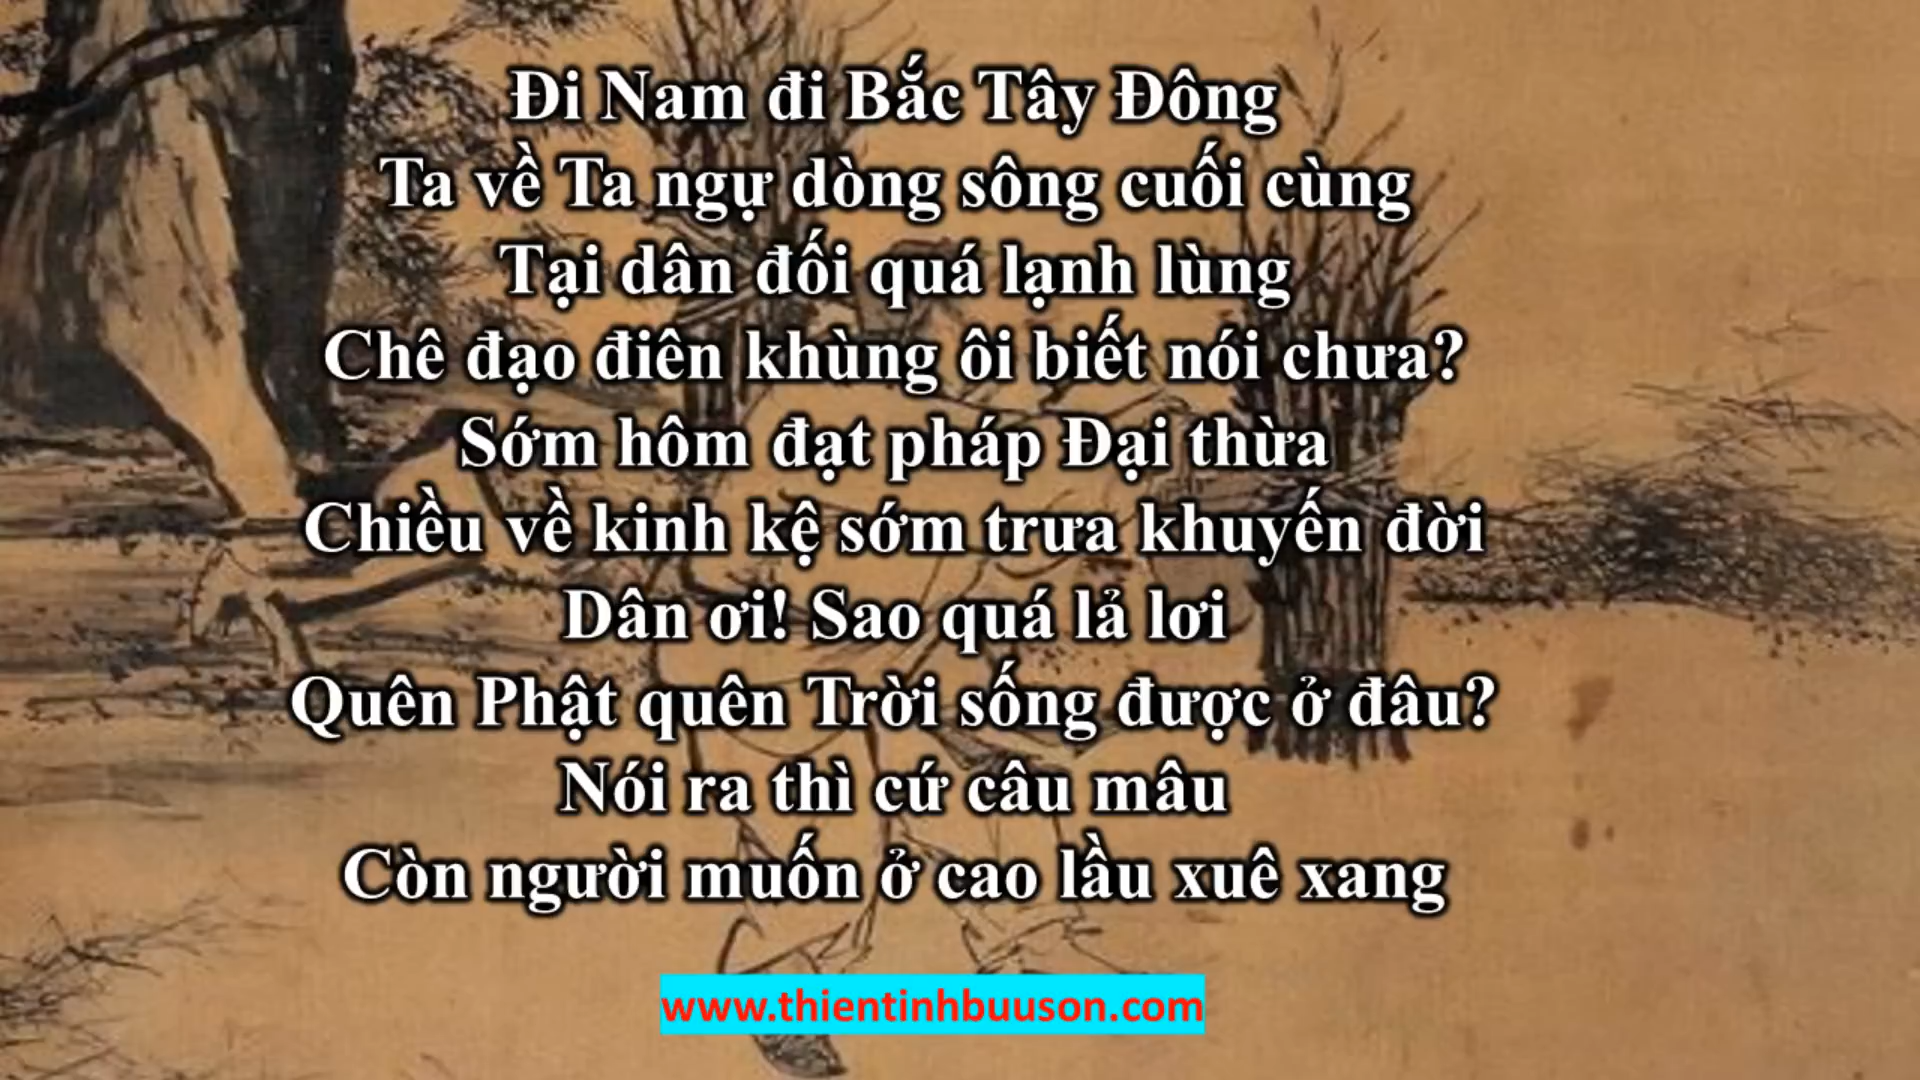 Đi Nam đi Bắc Tây Đông
Ta về Ta ngự dòng sông cuối cùng
Tại dân đối quá lạnh lùng
Chê đạo điên khùng ôi biết nói chưa?
Sớm hôm đạt pháp Đại thừa
Chiều về kinh kệ sớm trưa khuyến đời
Dân ơi! Sao quá lả lơi
Quên Phật quên Trời sống được ở đâu?
Nói ra thì cứ câu mâu
Còn người muốn ở cao lầu xuê xang
www.thientinhbuuson.com